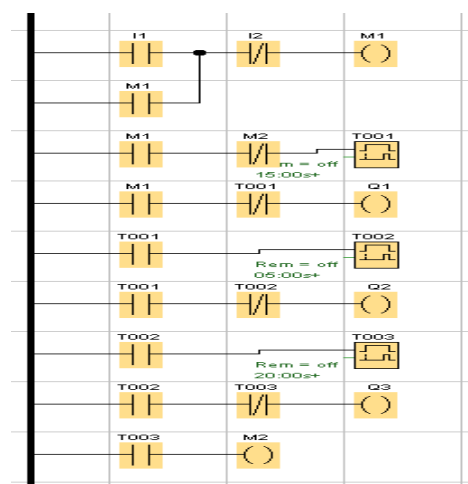 I1 I2 M1
M1
M1 M2 T001
m = off
15:00s+
M1 T001 Q1
T001 T002
Rem = off
05:00s+
T001 T002 Q2
T002 T003
Rem = off
20:00s+
T002 T003 Q3
T003 M2